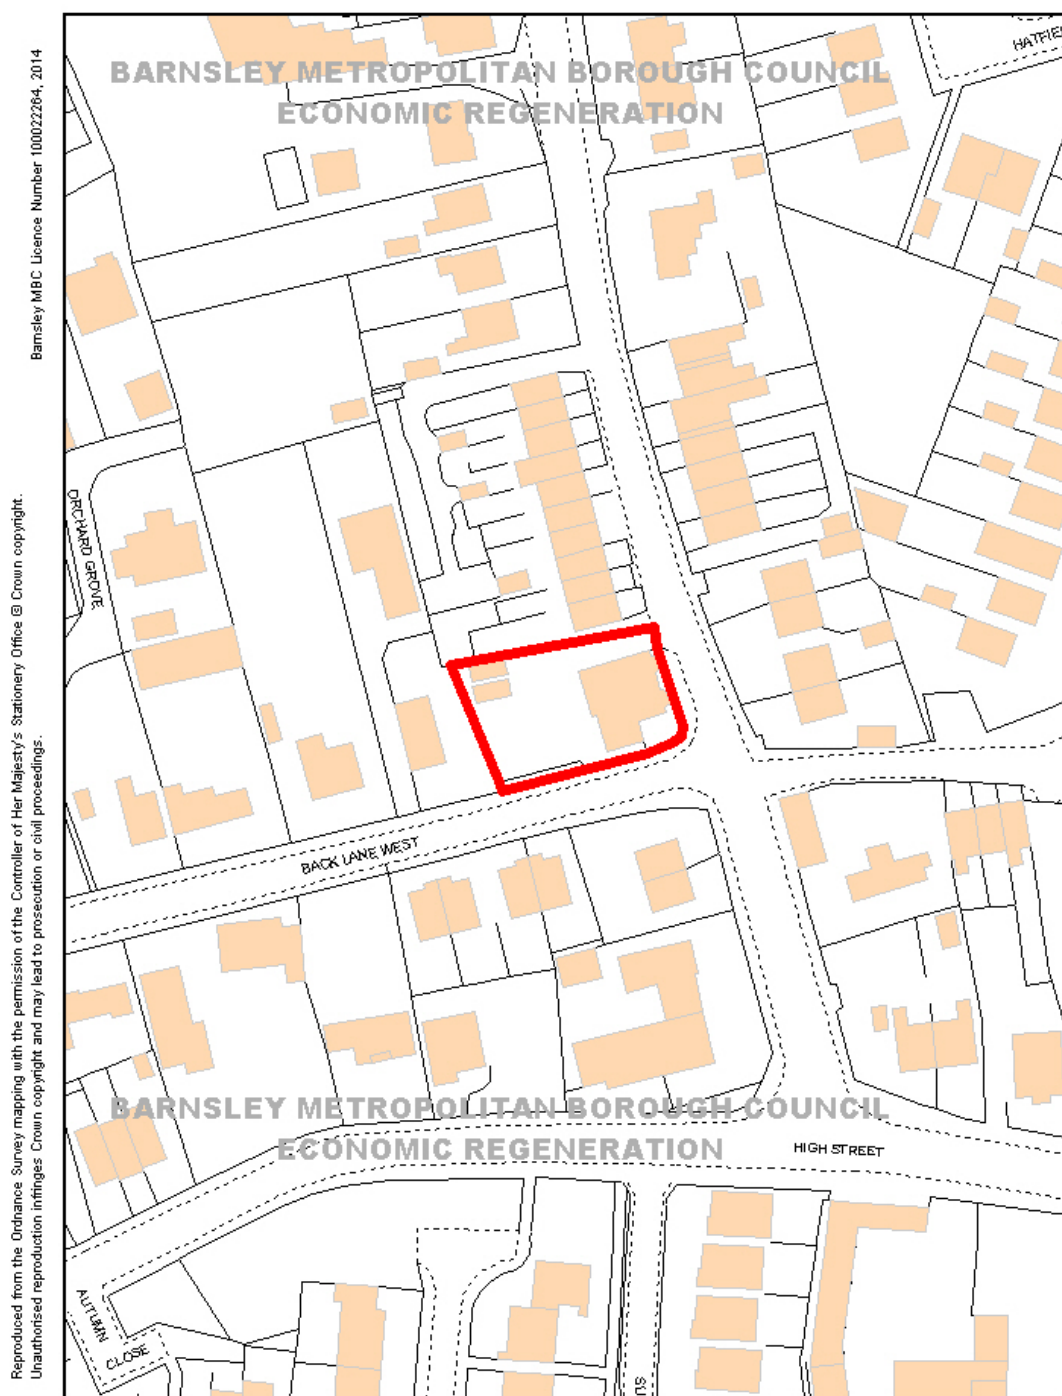 BARNSLEY METROPOLITAN BOROUGH COUNCIL
ECONOMIC REGENERATION
Barnsley MBC Licence Number 100022264, 2014
ORCHARD GROVE
BACK LANE WEST
BARNSLEY METROPOLITAN BOROUGH COUNCIL
ECONOMIC REGENERATION
HIGH STREET
AUTUMN
CLOSE
Reproduced from the Ordnance Survey mapping with the permission of the Controller of Her Majesty's Stationery Office © Crown copyright.
Unauthorised reproduction infringes Crown copyright and may lead to prosecution or civil proceedings.